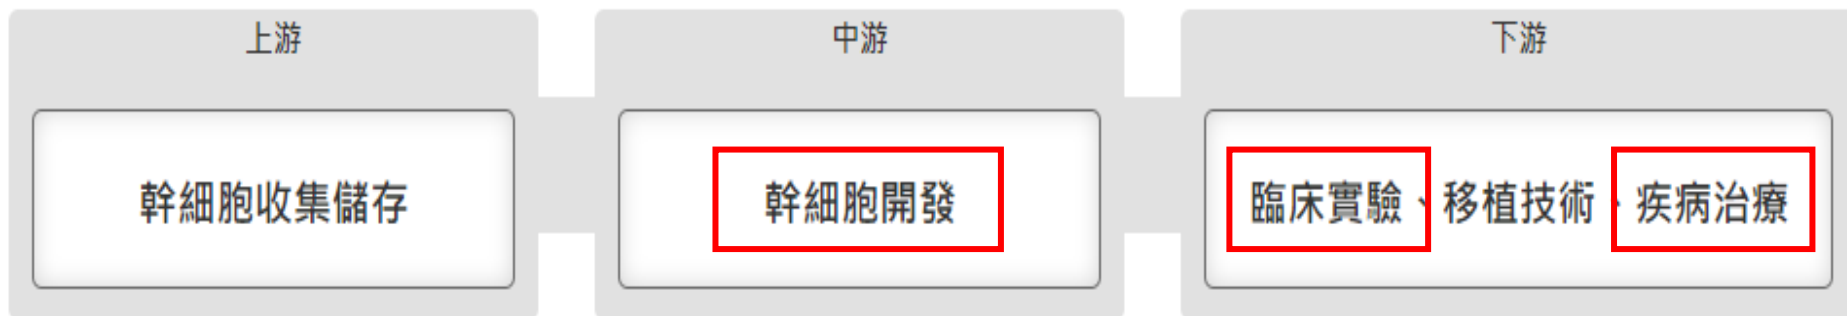 上游
幹細胞收集儲存
中游
幹細胞開發
下游
臨床實驗、移植技術、疾病治療